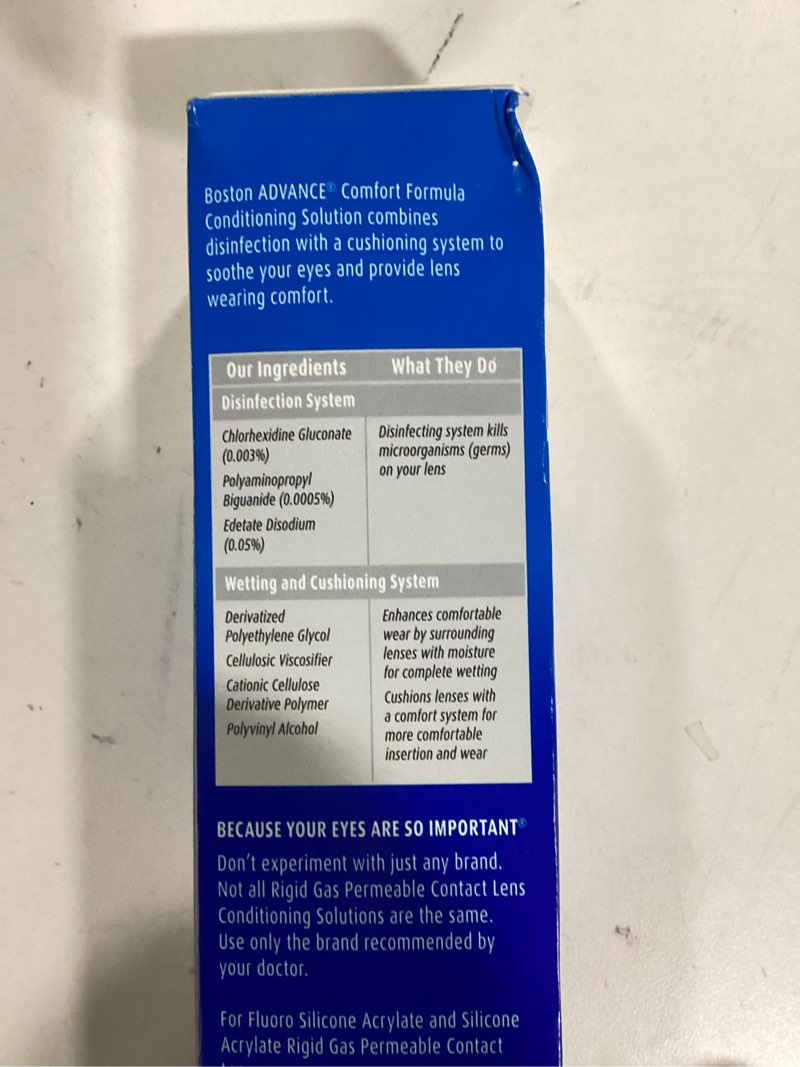 Boston ADVANCE® Comfort Formula
Conditioning Solution combines
disinfection with a cushioning system to
soothe your eyes and provide lens
wearing comfort.
Our Ingredients
What They Do
Disinfection System
Chlorhexidine Gluconate
(0.003%)
Polyaminopropyl
Biguanide (0.0005%)
Edetate Disodium
(0.05%)
Disinfecting system kills
microorganisms (germs)
on your lens
Wetting and Cushioning System
Derivatized
Polyethylene Glycol
Cellulosic Viscosifier
Cationic Cellulose
Derivative Polymer
Polyvinyl Alcohol
Enhances comfortable
wear by surrounding
lenses with moisture
for complete wetting
Cushions lenses with
a comfort system for
more comfortable
insertion and wear
BECAUSE YOUR EYES ARE SO IMPORTANT®
Don't experiment with just any brand.
Not all Rigid Gas Permeable Contact Lens
Conditioning Solutions are the same.
Use only the brand recommended by
your doctor.
For Fluoro Silicone Acrylate and Silicone
Acrylate Rigid Gas Permeable Contact